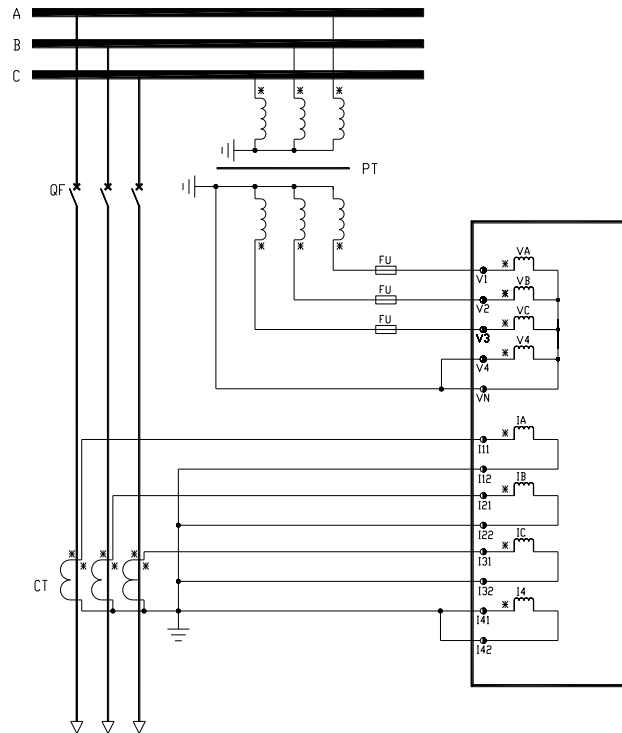 A
B
C
PT
QF
FU
V1
VA
FU
V2
VB
FU
V3
VC
V4
V4
VN
I11
IA
I12
I21
IB
I22
I31
IC
I32
CT
I41
I4
I42